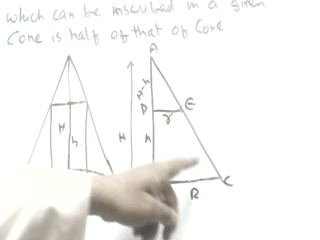 which can be inscribed in a given
Cone is half of that of Cone
A
H-h
D
E
r
H
h
H
h
R
C